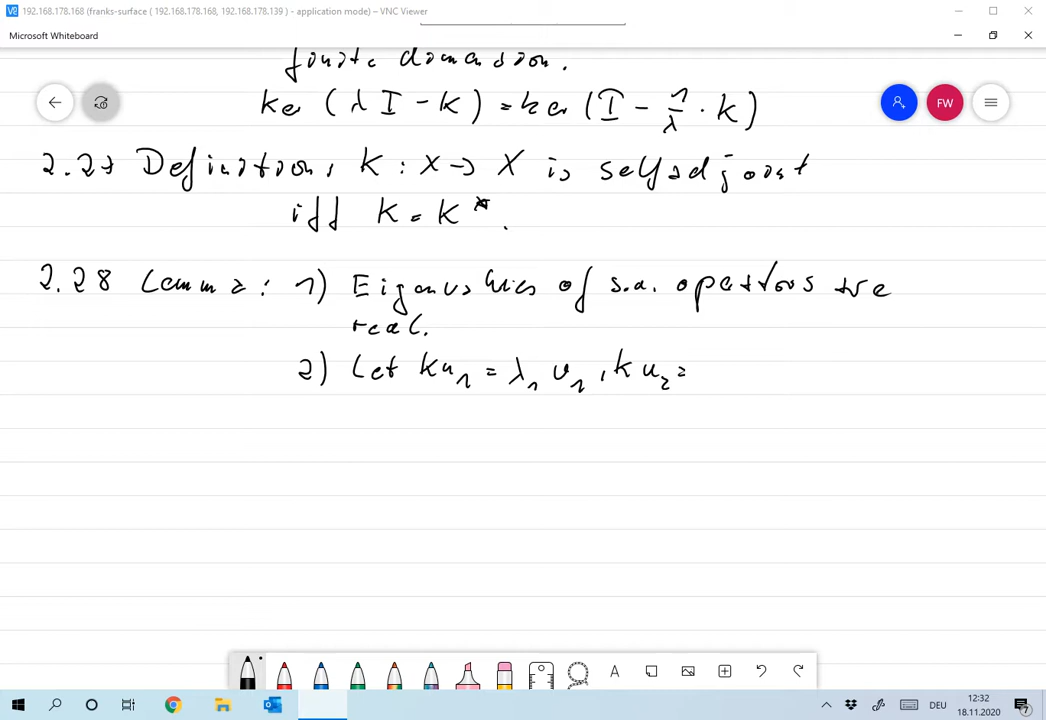 192.168.178.168 (franks-surface ( 192.168.178.168, 192.168.178.139 ) - application mode) - VNC Viewer
Microsoft Whiteboard
finite dimension.
ker (λ I - K) = ker (I - 1/λ · K)
FW
2.27 Definition: K : X → X is selfadjoint
iff K = K*.
2.28 Lemma: 1) Eigenvalues of s.a. operators are
real.
2) Let Ku₁ = λ₁ u₁, Ku₂ =
DEU
12:32
18.11.2020
7